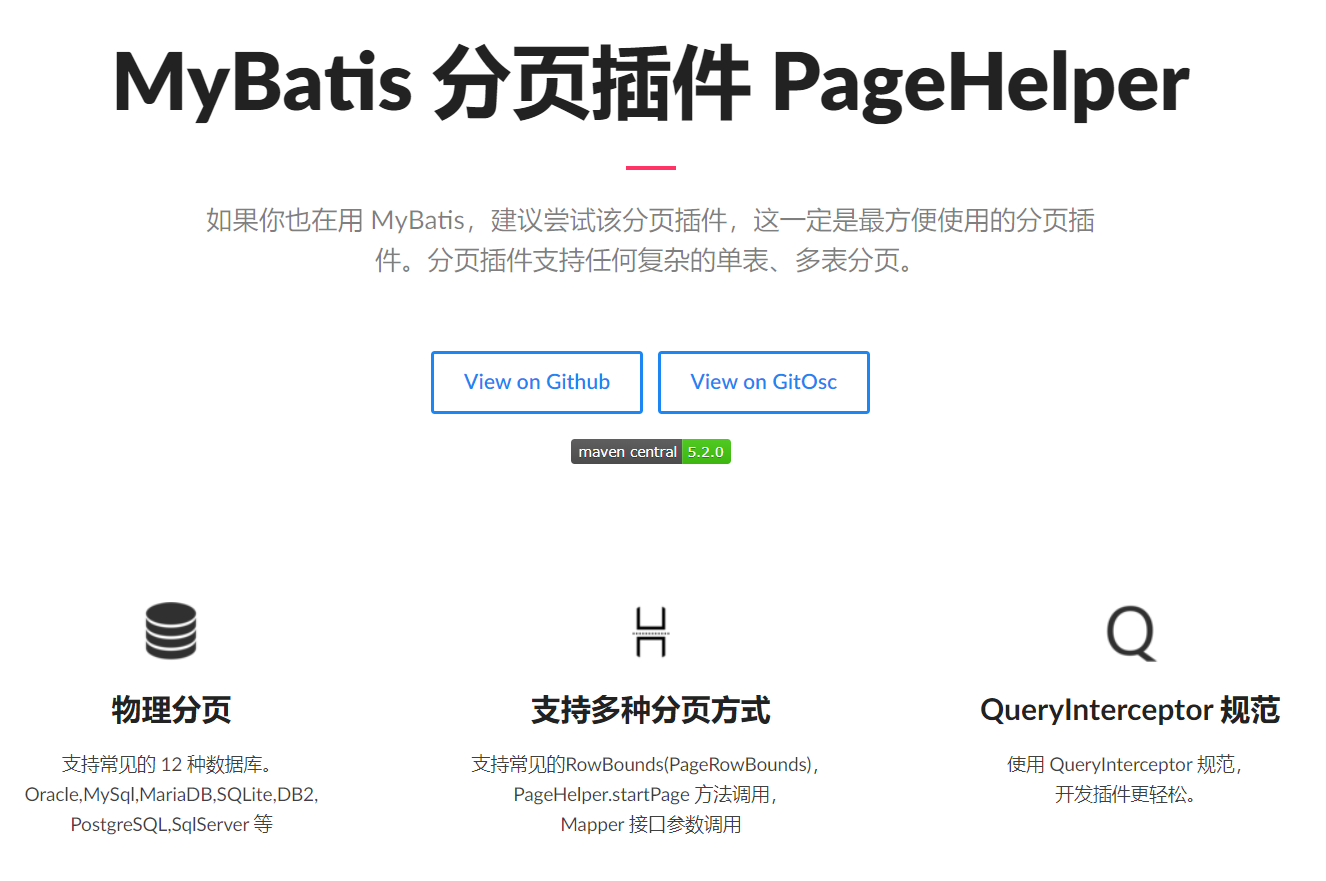 MyBatis 分页插件 PageHelper
如果你也在用 MyBatis，建议尝试该分页插件，这一定是最方便使用的分页插
件。分页插件支持任何复杂的单表、多表分页。
View on Github
View on GitOsc
maven central 5.2.0
物理分页
支持常见的 12 种数据库。
Oracle,MySql,MariaDB,SQLite,DB2,
PostgreSQL,SqlServer 等
支持多种分页方式
支持常见的RowBounds(PageRowBounds)，
PageHelper.startPage 方法调用，
Mapper 接口参数调用
QueryInterceptor 规范
使用 QueryInterceptor 规范，
开发插件更轻松。